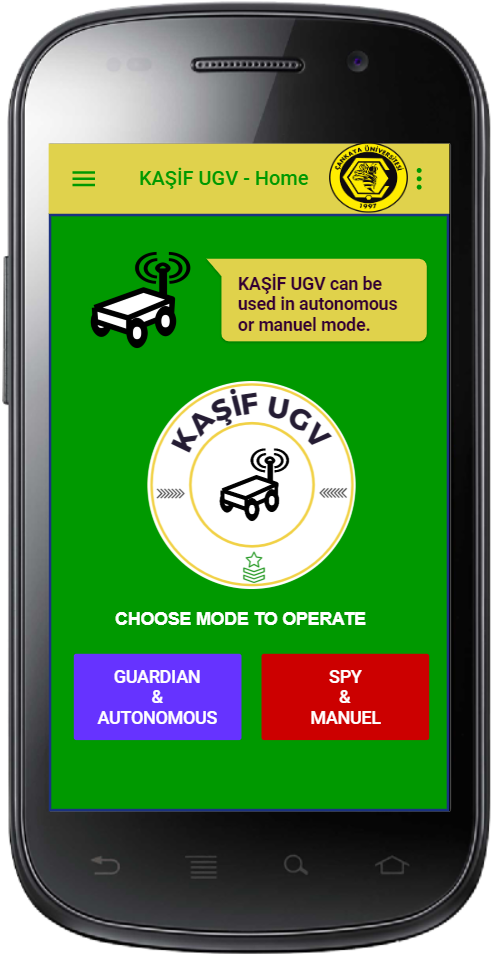 KAŞİF UGV - Home
ÇANKAYA ÜNİVERSİTESİ
1997
KAŞİF UGV can be
used in autonomous
or manuel mode.
KAŞİF UGV
CHOOSE MODE TO OPERATE
GUARDIAN
&
AUTONOMOUS
SPY
&
MANUEL